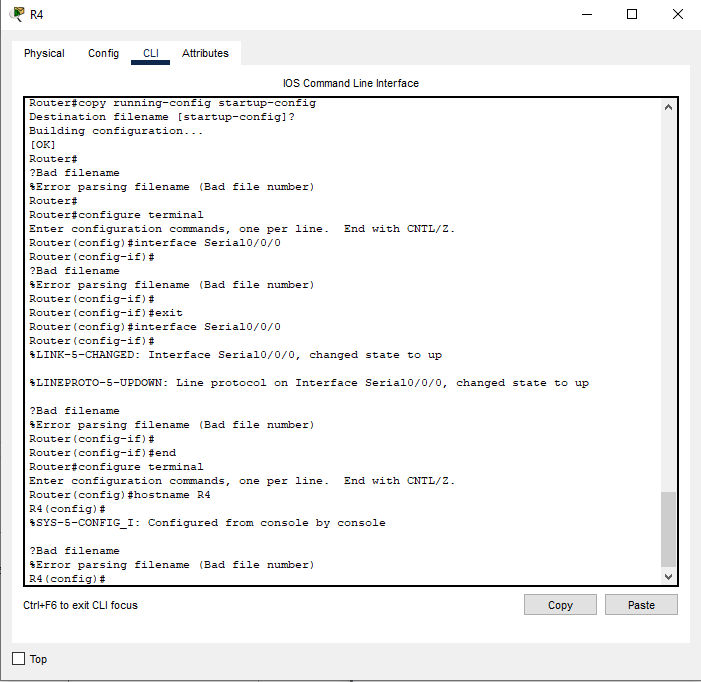 R4
Physical Config CLI Attributes
IOS Command Line Interface
Router#copy running-config startup-config
Destination filename [startup-config]?
Building configuration...
[OK]
Router#
?Bad filename
%Error parsing filename (Bad file number)
Router#
Router#configure terminal
Enter configuration commands, one per line.  End with CNTL/Z.
Router(config)#interface Serial0/0/0
Router(config-if)#
?Bad filename
%Error parsing filename (Bad file number)
Router(config-if)#
Router(config-if)#exit
Router(config)#interface Serial0/0/0
Router(config-if)#
%LINK-5-CHANGED: Interface Serial0/0/0, changed state to up
%LINEPROTO-5-UPDOWN: Line protocol on Interface Serial0/0/0, changed state to up
?Bad filename
%Error parsing filename (Bad file number)
Router(config-if)#
Router(config-if)#end
Router#configure terminal
Enter configuration commands, one per line.  End with CNTL/Z.
Router(config)#hostname R4
R4(config)#
%SYS-5-CONFIG_I: Configured from console by console
?Bad filename
%Error parsing filename (Bad file number)
R4(config)#
Ctrl+F6 to exit CLI focus
Copy Paste
Top